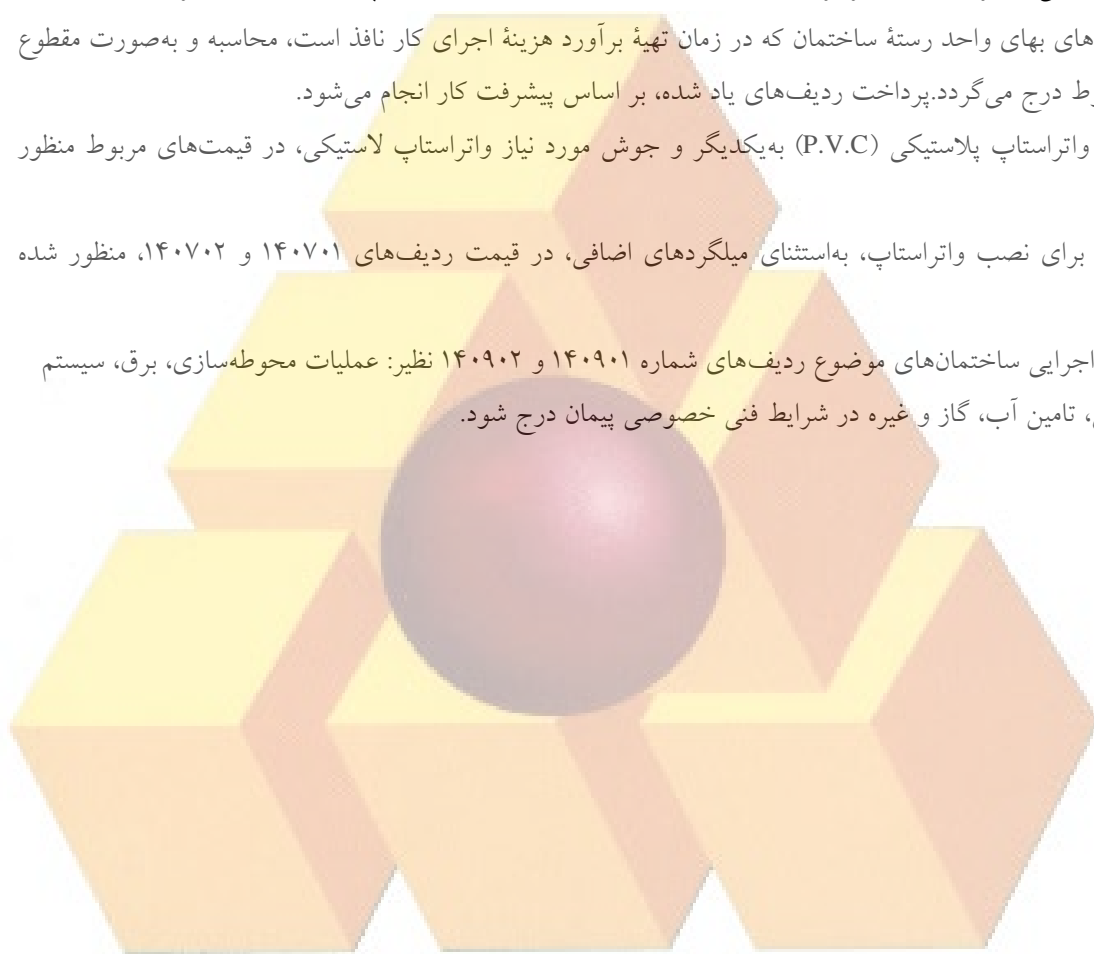 های بهای واحد رستهٔ ساختمان که در زمان تهیهٔ برآورد هزینهٔ اجرای کار نافذ است، محاسبه و به‌صورت مقطوع
درج می‌گردد.پرداخت ردیف‌های یاد شده، بر اساس پیشرفت کار انجام می‌شود.
واتراستاپ پلاستیکی (P.V.C) به‌یکدیگر و جوش مورد نیاز واتراستاپ لاستیکی، در قیمت‌های مربوط منظور
برای نصب واتراستاپ، به‌استثنای میلگردهای اضافی، در قیمت ردیف‌های ۱۴۰۷۰۱ و ۱۴۰۷۰۲، منظور شده
اجرایی ساختمان‌های موضوع ردیف‌های شماره ۱۴۰۹۰۱ و ۱۴۰۹۰۲ نظیر: عملیات محوطه‌سازی، برق، سیستم
، تامین آب، گاز و غیره در شرایط فنی خصوصی پیمان درج شود.